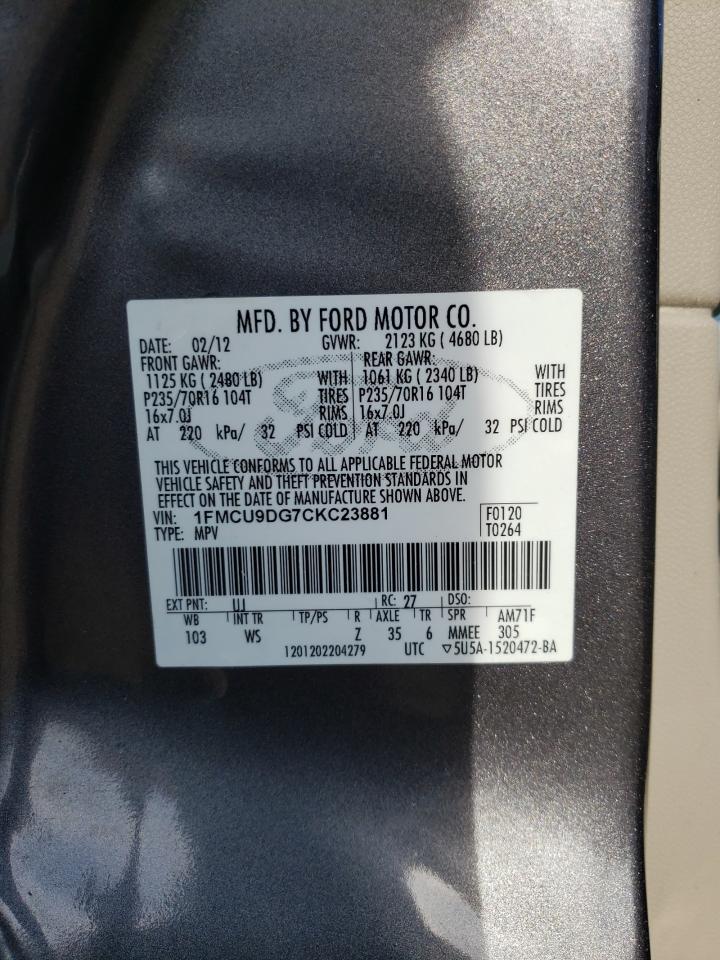 MFD. BY FORD MOTOR CO.
DATE: 02/12 GVWR: 2123 KG ( 4680 LB)
FRONT GAWR: REAR GAWR:
1125 KG ( 2480 LB) WITH 1061 KG ( 2340 LB) WITH
P235/70R16 104T TIRES P235/70R16 104T TIRES
16x7.0J RIMS 16x7.0J RIMS
AT 220 kPa/ 32 PSI COLD AT 220 kPa/ 32 PSI COLD
THIS VEHICLE CONFORMS TO ALL APPLICABLE FEDERAL MOTOR
VEHICLE SAFETY AND THEFT PREVENTION STANDARDS IN
EFFECT ON THE DATE OF MANUFACTURE SHOWN ABOVE.
VIN: 1FMCU9DG7CKC23881 F0120
TYPE: MPV T0264
EXT PNT: UJ RC: 27 DSO:
WB INT TR TP/PS R AXLE TR SPR AM71F
103 WS Z 35 6 MMEE 305
1201202204279 UTC ▽5U5A-1520472-BA